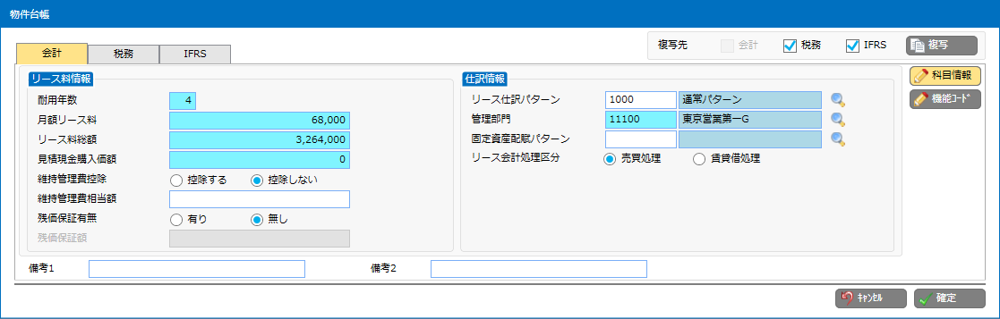 物件台帳
複写先 会計 税務 IFRS 複写
会計 税務 IFRS
科目情報
機能ｺｰﾄﾞ
リース料情報
耐用年数 4
月額リース料 68,000
リース料総額 3,264,000
見積現金購入価額 0
維持管理費控除 控除する 控除しない
維持管理費相当額
残価保証有無 有り 無し
残価保証額
仕訳情報
リース仕訳パターン 1000 通常パターン
管理部門 11100 東京営業第一G
固定資産配賦パターン
リース会計処理区分 売買処理 賃貸借処理
備考1 備考2
ｷｬﾝｾﾙ 確定